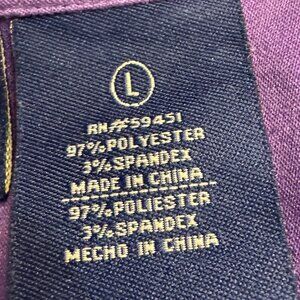 L
RN#59451
97%POLYESTER
3%SPANDEX
MADE IN CHINA
97%POLIESTER
3%SPANDEX
MECHO IN CHINA